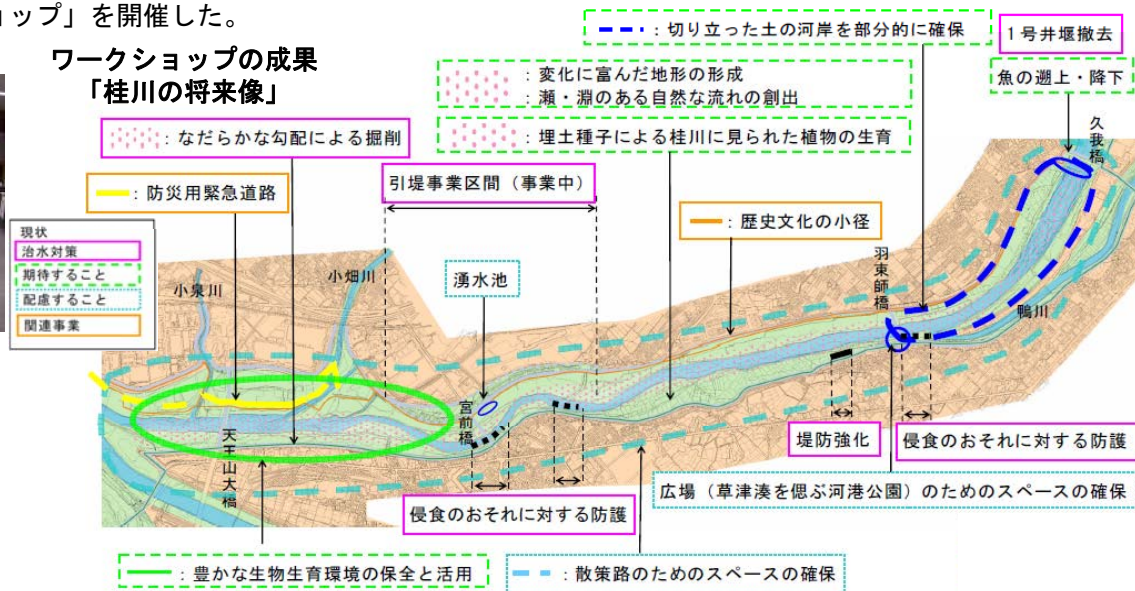 ョップ」を開催した。
ワークショップの成果
「桂川の将来像」
：切り立った土の河岸を部分的に確保
１号井堰撤去
：変化に富んだ地形の形成
：瀬・淵のある自然な流れの創出
魚の遡上・降下
：なだらかな勾配による掘削
：埋土種子による桂川に見られた植物の生育
久我橋
引堤事業区間（事業中）
：防災用緊急道路
：歴史文化の小径
現状
治水対策
期待すること
配慮すること
関連事業
小泉川
小畑川
湧水池
羽束師橋
鴨川
宮前橋
天王山大橋
堤防強化
侵食のおそれに対する防護
広場（草津湊を偲ぶ河港公園）のためのスペースの確保
侵食のおそれに対する防護
：豊かな生物生育環境の保全と活用
：散策路のためのスペースの確保